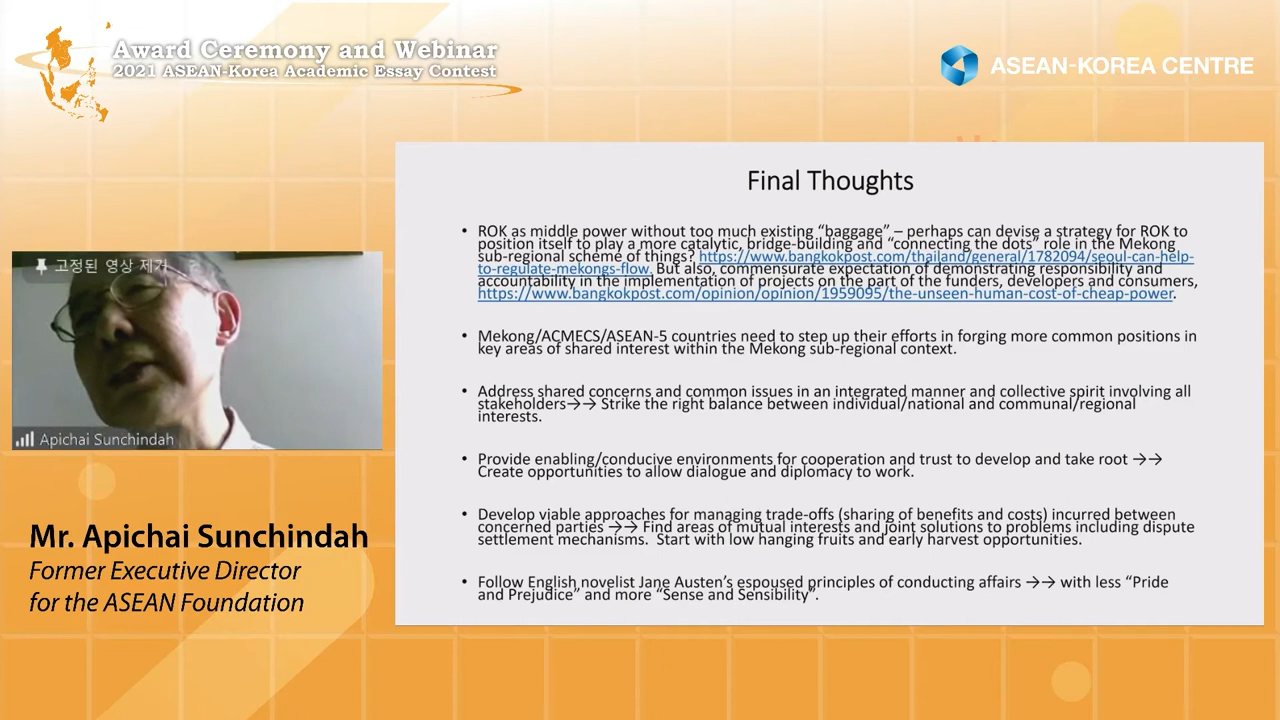 Award Ceremony and Webinar
2021 ASEAN-Korea Academic Essay Contest
ASEAN-KOREA CENTRE
Final Thoughts
• ROK as middle power without too much existing “baggage” – perhaps can devise a strategy for ROK to
position itself to play a more catalytic, bridge-building and “connecting the dots” role in the Mekong
sub-regional scheme of things? https://www.bangkokpost.com/thailand/general/1782094/seoul-can-help-
to-regulate-mekongs-flow. But also, commensurate expectation of demonstrating responsibility and
accountability in the implementation of projects on the part of the funders, developers and consumers,
https://www.bangkokpost.com/opinion/opinion/1959095/the-unseen-human-cost-of-cheap-power.
• Mekong/ACMECS/ASEAN-5 countries need to step up their efforts in forging more common positions in
key areas of shared interest within the Mekong sub-regional context.
• Address shared concerns and common issues in an integrated manner and collective spirit involving all
stakeholders→→ Strike the right balance between individual/national and communal/regional
interests.
• Provide enabling/conducive environments for cooperation and trust to develop and take root →→
Create opportunities to allow dialogue and diplomacy to work.
• Develop viable approaches for managing trade-offs (sharing of benefits and costs) incurred between
concerned parties →→ Find areas of mutual interests and joint solutions to problems including dispute
settlement mechanisms. Start with low hanging fruits and early harvest opportunities.
• Follow English novelist Jane Austen’s espoused principles of conducting affairs →→ with less “Pride
and Prejudice” and more “Sense and Sensibility”.
고정된 영상 제거
Apichai Sunchindah
Mr. Apichai Sunchindah
Former Executive Director
for the ASEAN Foundation